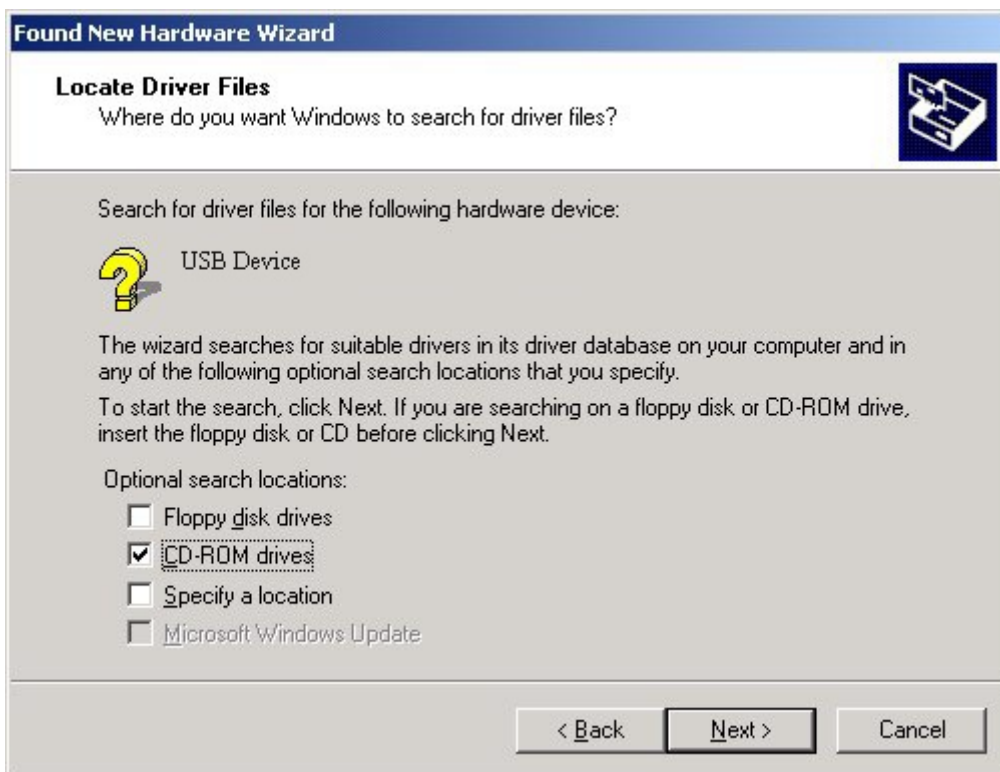 Found New Hardware Wizard
Locate Driver Files
Where do you want Windows to search for driver files?
Search for driver files for the following hardware device:
USB Device
The wizard searches for suitable drivers in its driver database on your computer and in
any of the following optional search locations that you specify.
To start the search, click Next. If you are searching on a floppy disk or CD-ROM drive,
insert the floppy disk or CD before clicking Next.
Optional search locations:
Floppy disk drives
CD-ROM drives
Specify a location
Microsoft Windows Update
< Back Next > Cancel